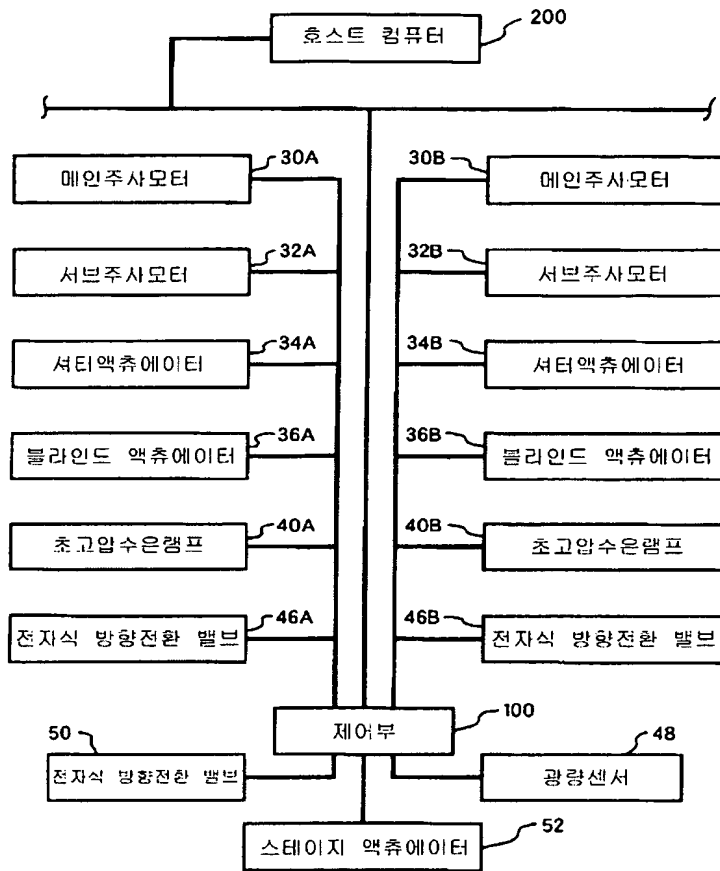 호스트 컴퓨터
200
30A
30B
메인주사모터
메인주사모터
32A
32B
서브주사모터
서브주사모터
34A
34B
셔터액츄에이터
셔터액츄에이터
36A
36B
블라인드 액츄에이터
블라인드 액츄에이터
40A
40B
초고압수은램프
초고압수은램프
46A
46B
전자식 방향전환 밸브
전자식 방향전환 밸브
제어부
100
50
48
전자식 방향전환 밸브
광량센서
스테이지 액츄에이터
52